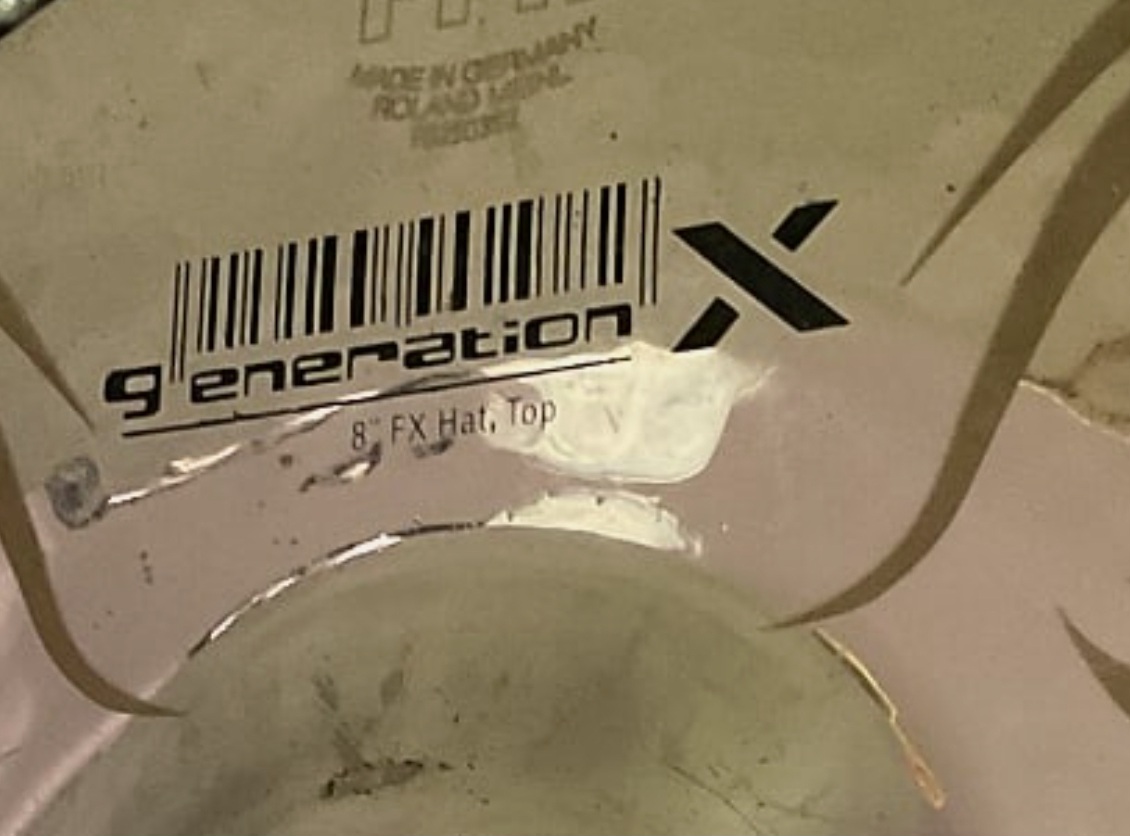 MADE IN GERMANY
ROLAND MEINL
generation X
8" FX Hat, Top